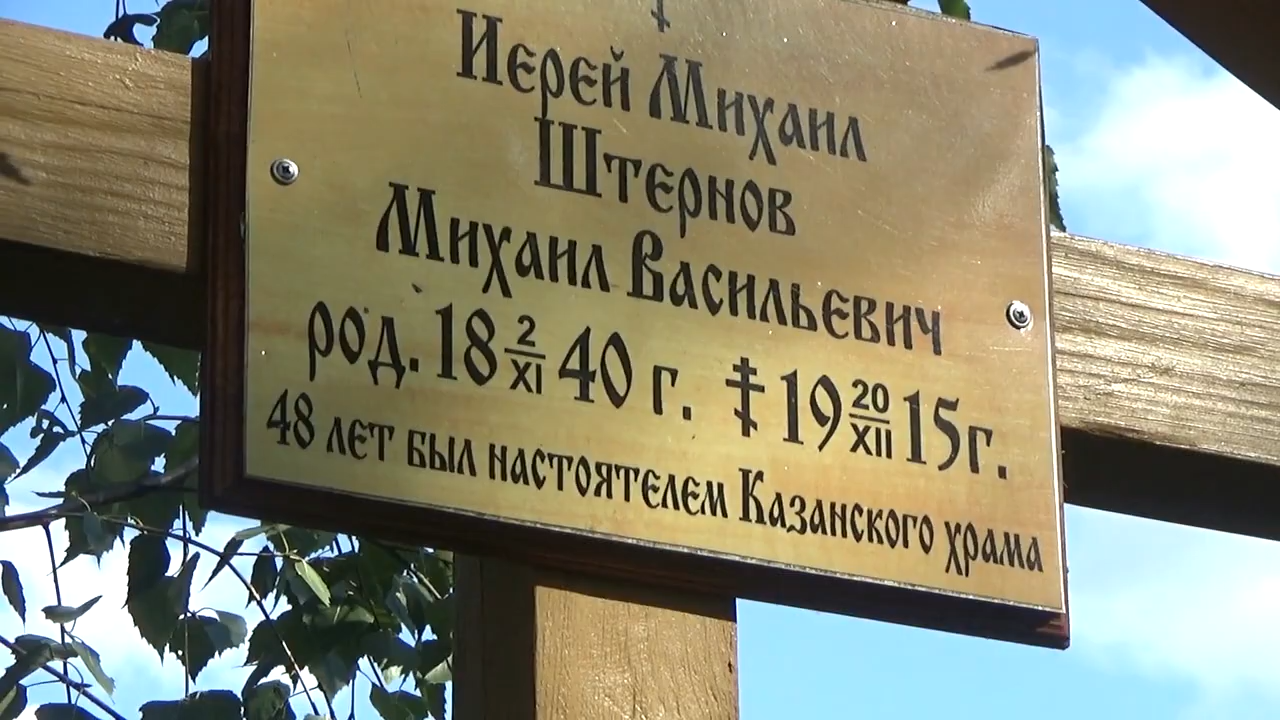 Иерей Михаил
Штернов
Михаил Васильевич
род. 18 2/XI 40 г. ☦ 19 20/XII 15 г.
48 лет был настоятелем Казанского храма